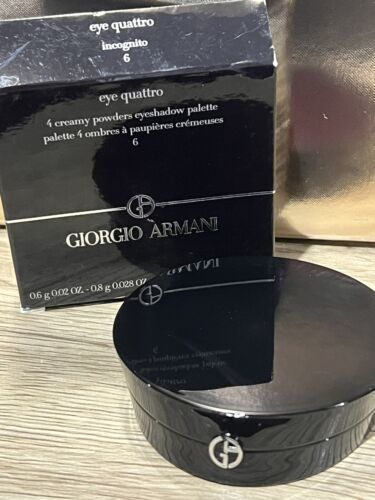 eye quattro
incognito
6
eye quattro
4 creamy powders eyeshadow palette
palette 4 ombres à paupières crémeuses
6
GIORGIO ARMANI
0.6 g 0.02 OZ. - 0.8 g 0.028 OZ.